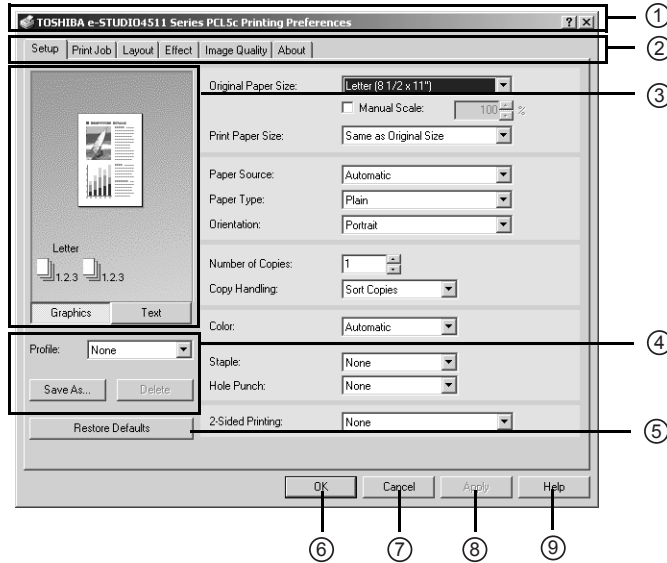 TOSHIBA e-STUDIO4511 Series PCL5c Printing Preferences ? ×
1
Setup Print Job Layout Effect Image Quality About
2
3
Original Paper Size: Letter (8 1/2 x 11")
Manual Scale: 100 %
Print Paper Size: Same as Original Size
Paper Source: Automatic
Paper Type: Plain
Orientation: Portrait
Letter
1.2.3 1.2.3
Number of Copies: 1
Copy Handling: Sort Copies
Graphics Text
Color: Automatic
Profile: None
4
Staple: None
Save As... Delete
Hole Punch: None
Restore Defaults
2-Sided Printing: None
5
OK Cancel Apply Help
6 7 8 9